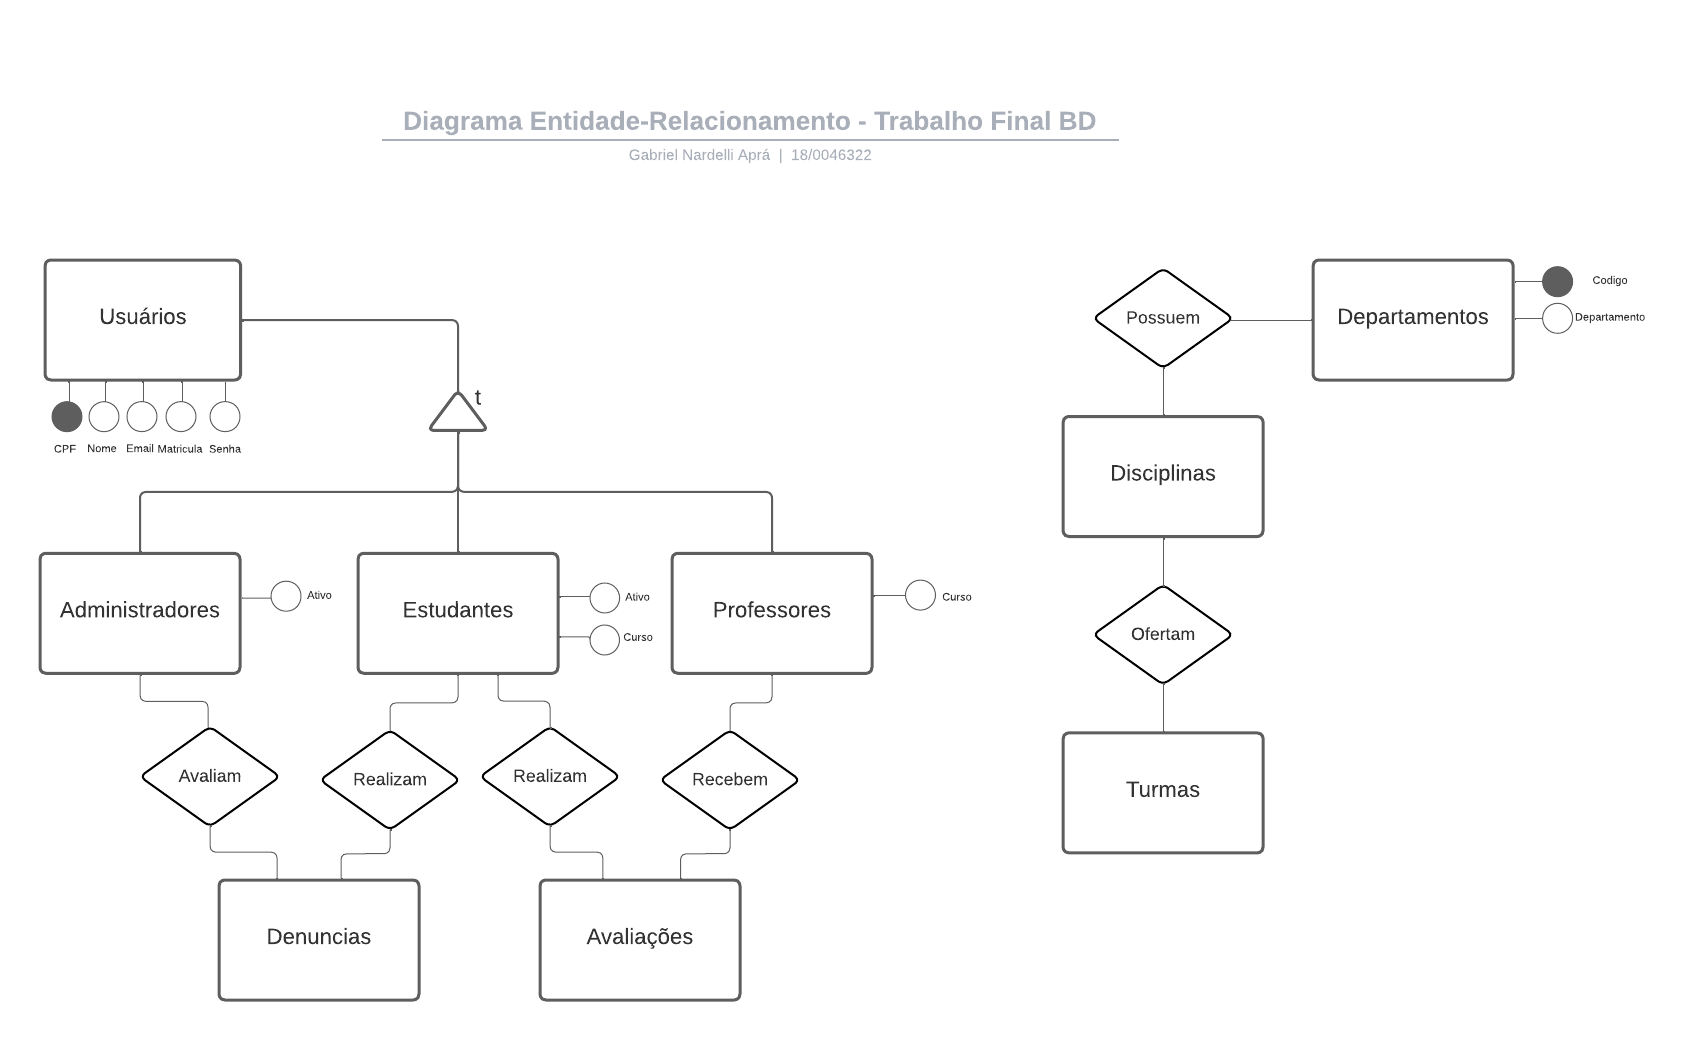 Diagrama Entidade-Relacionamento - Trabalho Final BD
Gabriel Nardelli Aprá | 18/0046322
Usuários
CPF
Nome
Email
Matricula
Senha
t
Administradores
Ativo
Estudantes
Ativo
Curso
Professores
Curso
Avaliam
Realizam
Realizam
Recebem
Denuncias
Avaliações
Possuem
Departamentos
Codigo
Departamento
Disciplinas
Ofertam
Turmas